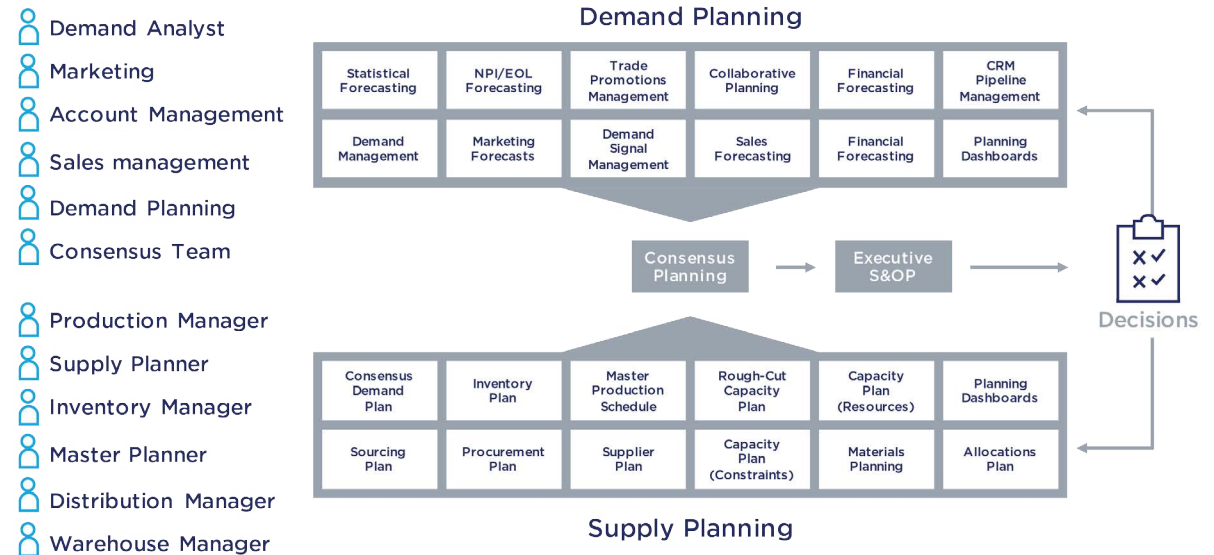 Demand Analyst
Marketing
Account Management
Sales management
Demand Planning
Consensus Team
Production Manager
Supply Planner
Inventory Manager
Master Planner
Distribution Manager
Warehouse Manager
Demand Planning
Statistical
Forecasting
NPI/EOL
Forecasting
Trade
Promotions
Management
Collaborative
Planning
Financial
Forecasting
CRM
Pipeline
Management
Demand
Management
Marketing
Forecasts
Demand
Signal
Management
Sales
Forecasting
Financial
Forecasting
Planning
Dashboards
Consensus
Planning
Executive
S&OP
Decisions
Consensus
Demand
Plan
Inventory
Plan
Master
Production
Schedule
Rough-Cut
Capacity
Plan
Capacity
Plan
(Resources)
Planning
Dashboards
Sourcing
Plan
Procurement
Plan
Supplier
Plan
Capacity
Plan
(Constraints)
Materials
Planning
Allocations
Plan
Supply Planning